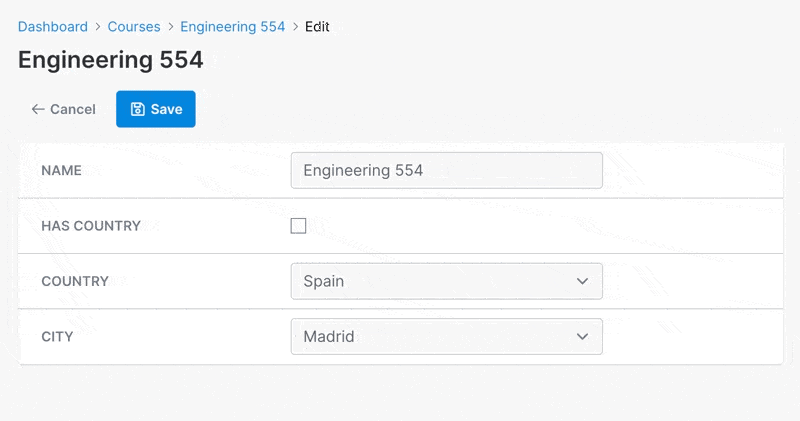 Dashboard > Courses > Engineering 554 > Edit
Engineering 554
← Cancel Save
NAME Engineering 554
HAS COUNTRY
COUNTRY Spain
CITY Madrid